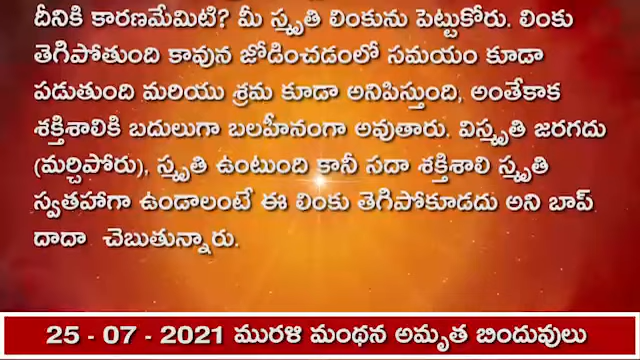 దీనికి కారణమేమిటి? మీ స్మృతి లింకును పెట్టుకోరు. లింకు
తెగిపోతుంది కావున జోడించడంలో సమయం కూడా
పడుతుంది మరియు శ్రమ కూడా అనిపిస్తుంది, అంతేకాక
శక్తిశాలికి బదులుగా బలహీనంగా అవుతారు. విస్మృతి జరగదు
(మర్చిపోరు), స్మృతి ఉంటుంది కానీ సదా శక్తిశాలి స్మృతి
స్వతహాగా ఉండాలంటే ఈ లింకు తెగిపోకూడదు అని బాప్
దాదా చెబుతున్నారు.
25 - 07 - 2021 మురళి మంథన అమృత బిందువులు